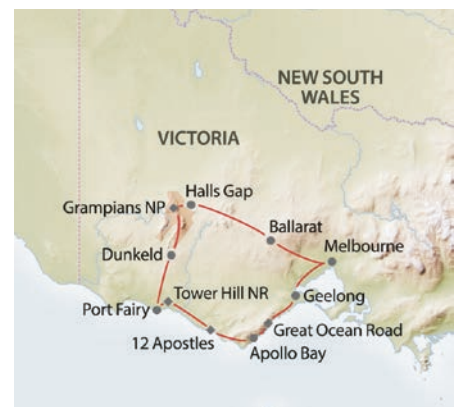 NEW SOUTH
WALES
VICTORIA
Halls Gap
Grampians NP
Ballarat
Melbourne
Dunkeld
Tower Hill NR
Geelong
Port Fairy
Great Ocean Road
12 Apostles
Apollo Bay